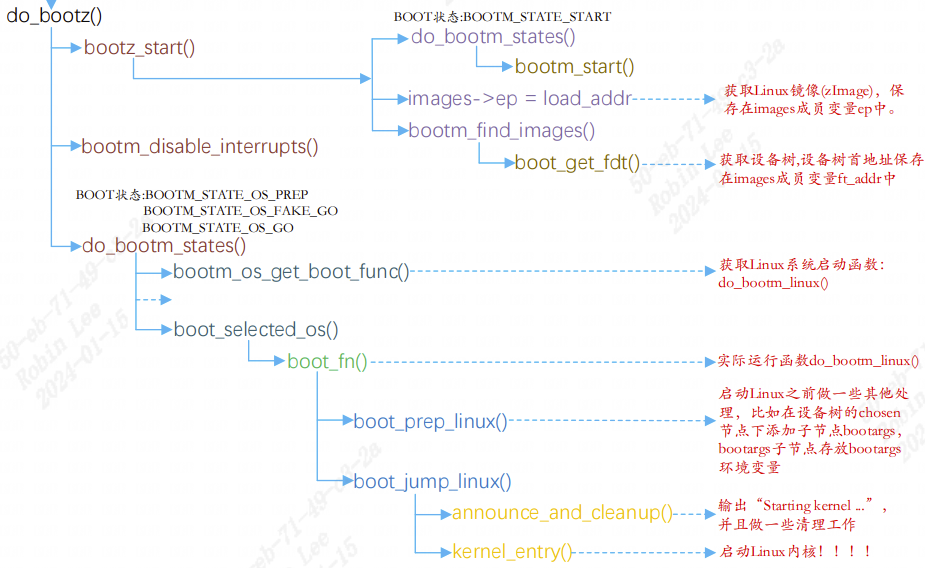 do_bootz()
BOOT状态:BOOTM_STATE_START
bootz_start()
do_bootm_states()
bootm_start()
images->ep = load_addr
获取Linux镜像(zImage)，保
存在images成员变量ep中。
bootm_find_images()
bootm_disable_interrupts()
boot_get_fdt()
获取设备树,设备树首地址保存
在images成员变量ft_addr中
BOOT状态:BOOTM_STATE_OS_PREP
BOOTM_STATE_OS_FAKE_GO
BOOTM_STATE_OS_GO
do_bootm_states()
bootm_os_get_boot_func()
获取Linux系统启动函数：
do_bootm_linux()
boot_selected_os()
boot_fn()
实际运行函数do_bootm_linux()
boot_prep_linux()
启动Linux之前做一些其他处
理，比如在设备树的chosen
节点下添加子节点bootargs，
bootargs子节点存放bootargs
环境变量
boot_jump_linux()
announce_and_cleanup()
输出“Starting kernel ...”，
并且做一些清理工作
kernel_entry()
启动Linux内核！！！！
50-eb-71-49-c3-2a
Robin Lee
2024-01-15